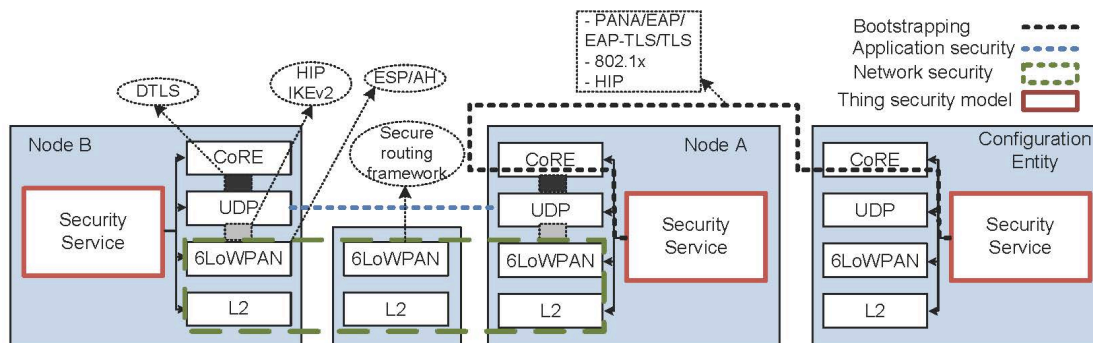 - PANA/EAP/
EAP-TLS/TLS
- 802.1x
- HIP
Bootstrapping
Application security
Network security
Thing security model
DTLS
HIP
IKEv2
ESP/AH
Secure
routing
framework
Node B
CoRE
UDP
6LoWPAN
L2
Security
Service
6LoWPAN
L2
Node A
CoRE
UDP
6LoWPAN
L2
Security
Service
Configuration
Entity
CoRE
UDP
6LoWPAN
L2
Security
Service